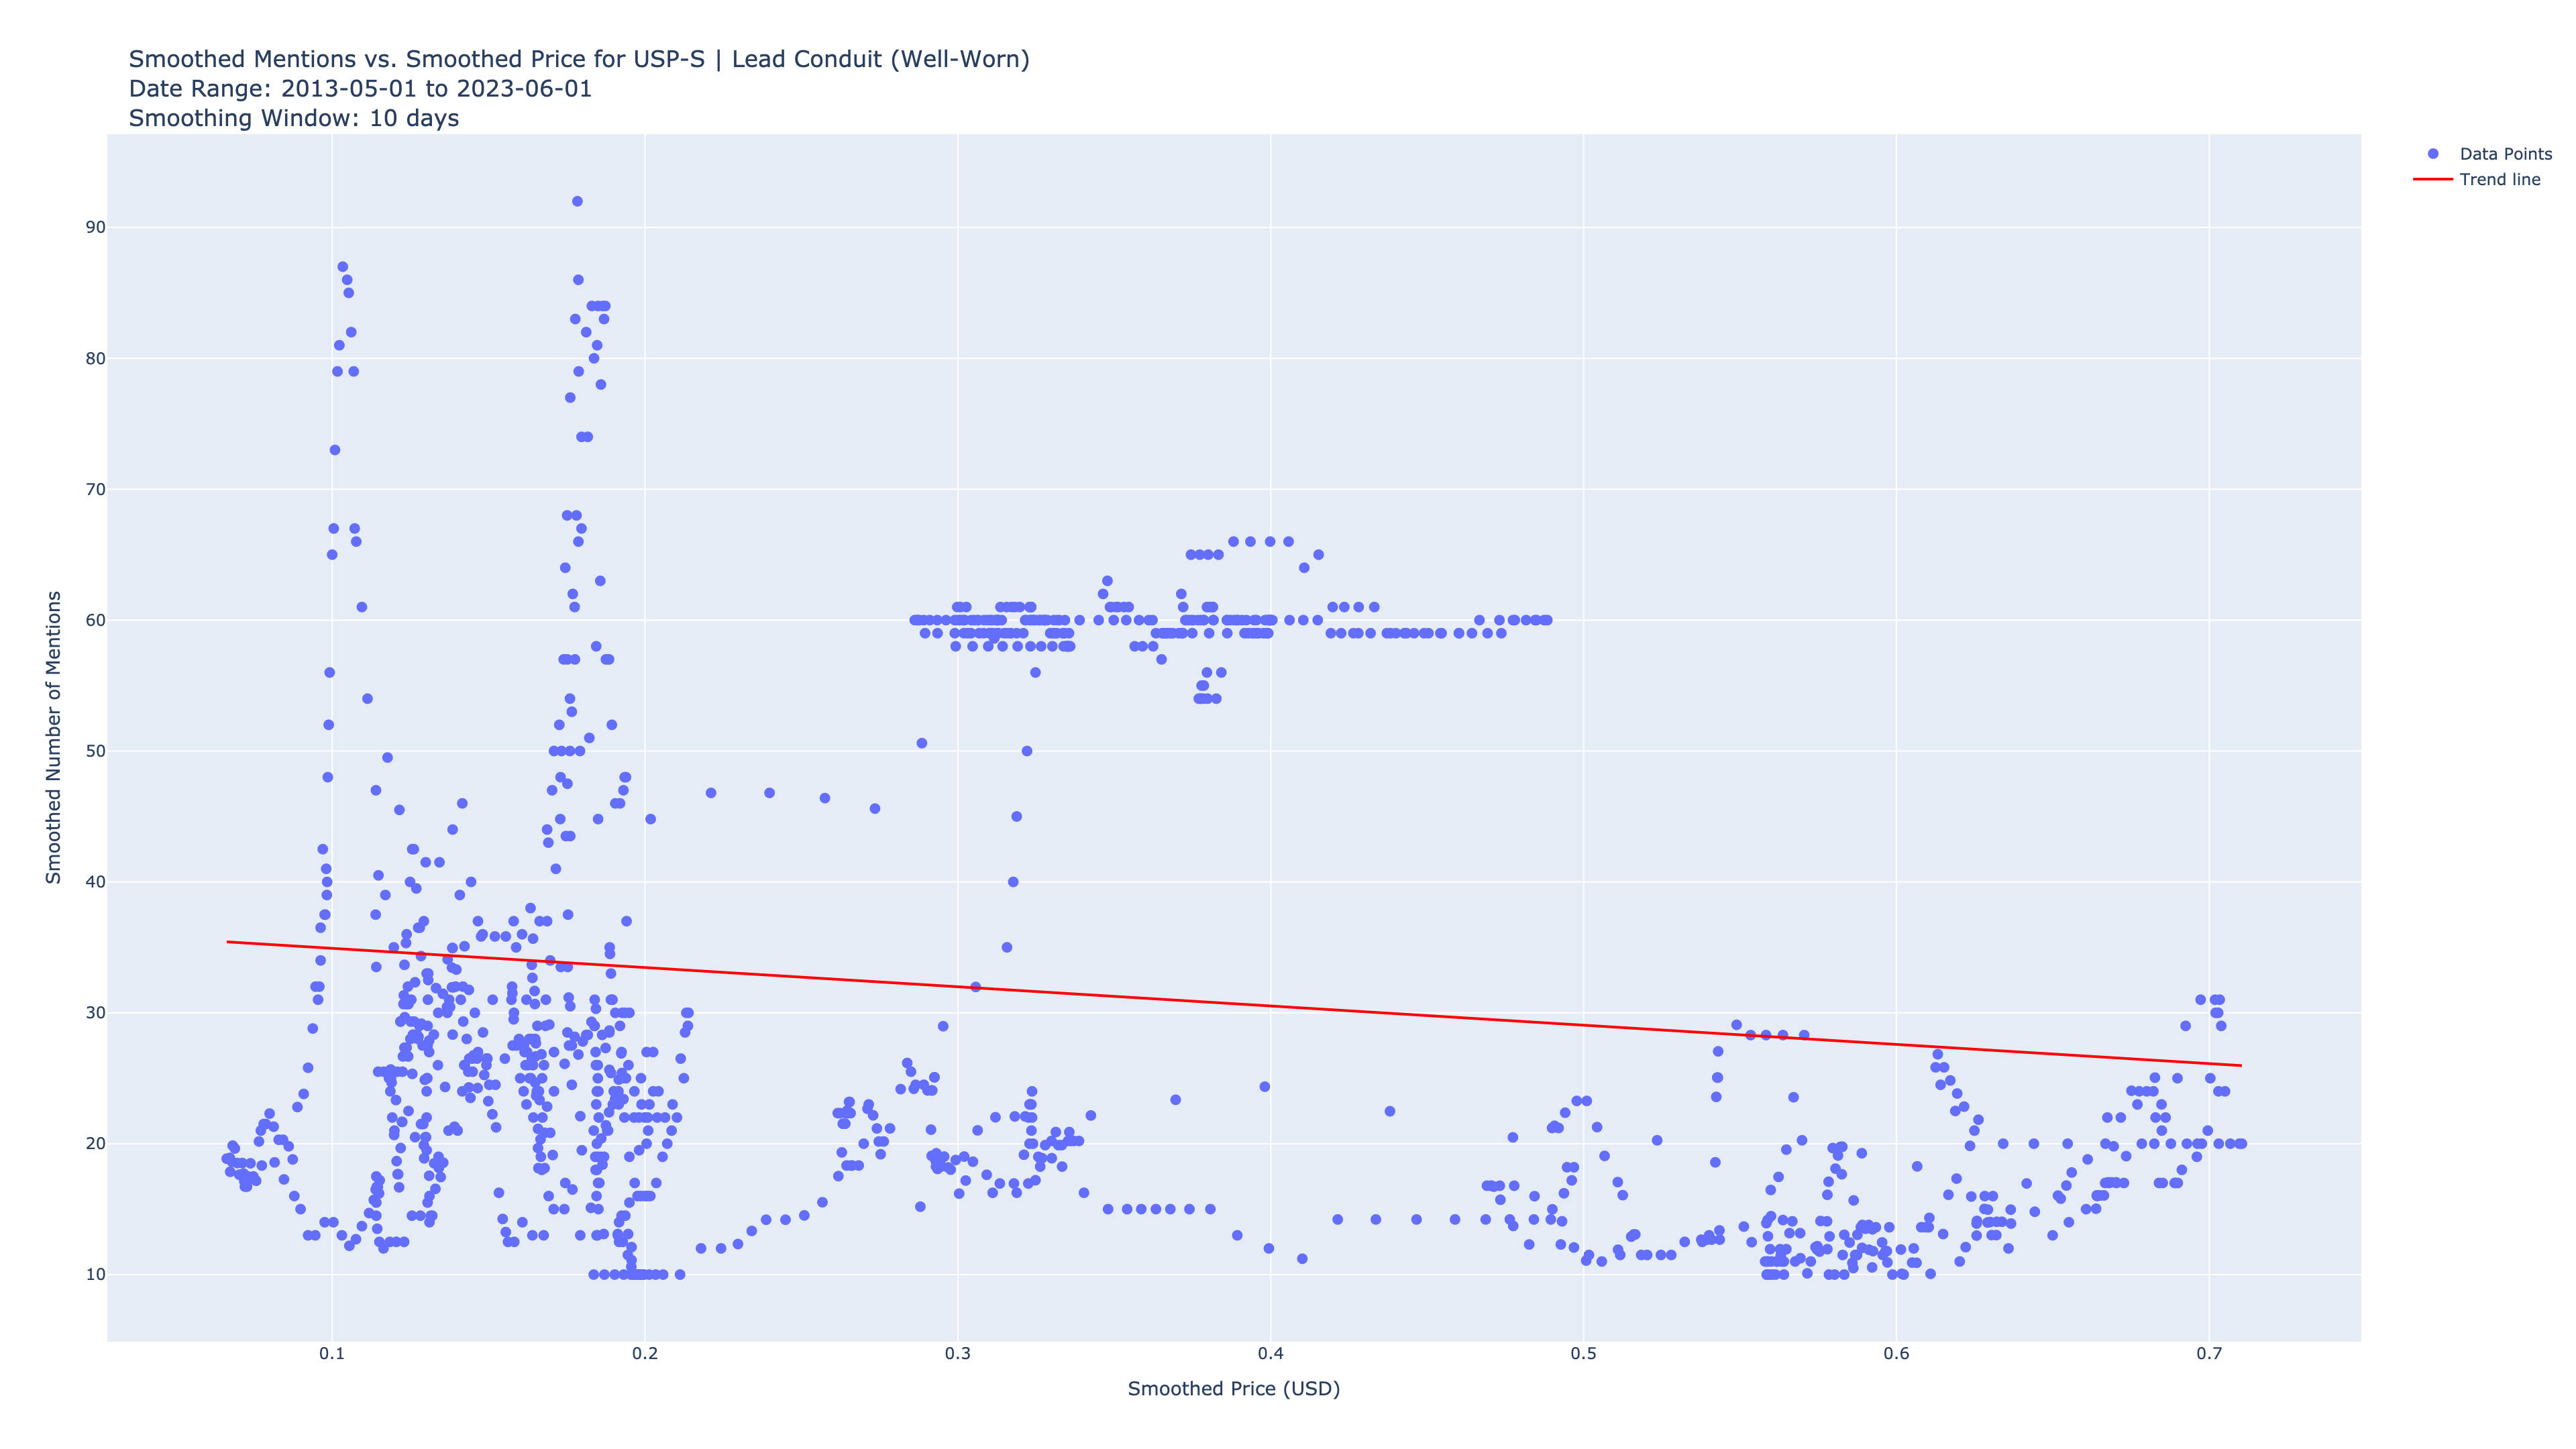 Smoothed Mentions vs. Smoothed Price for USP-S | Lead Conduit (Well-Worn)
Date Range: 2013-05-01 to 2023-06-01
Smoothing Window: 10 days
Data Points
Trend line
90
80
70
60
50
40
30
20
10
Smoothed Number of Mentions
0.1
0.2
0.3
0.4
0.5
0.6
0.7
Smoothed Price (USD)